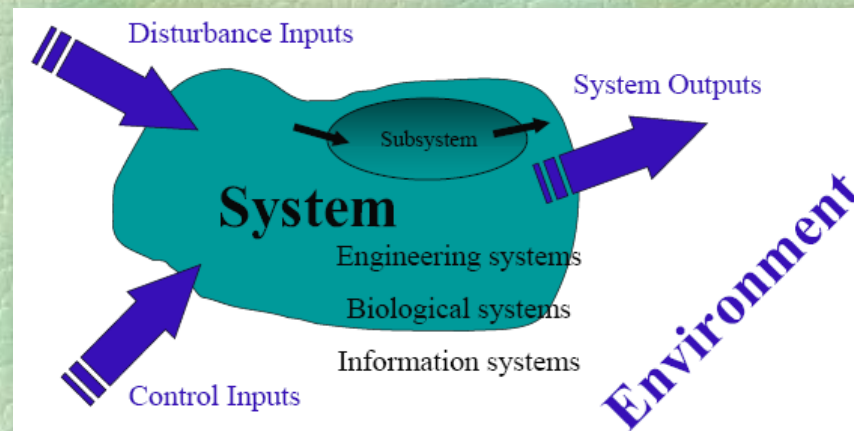 Disturbance Inputs
System Outputs
Subsystem
System
Engineering systems
Biological systems
Information systems
Control Inputs
Environment